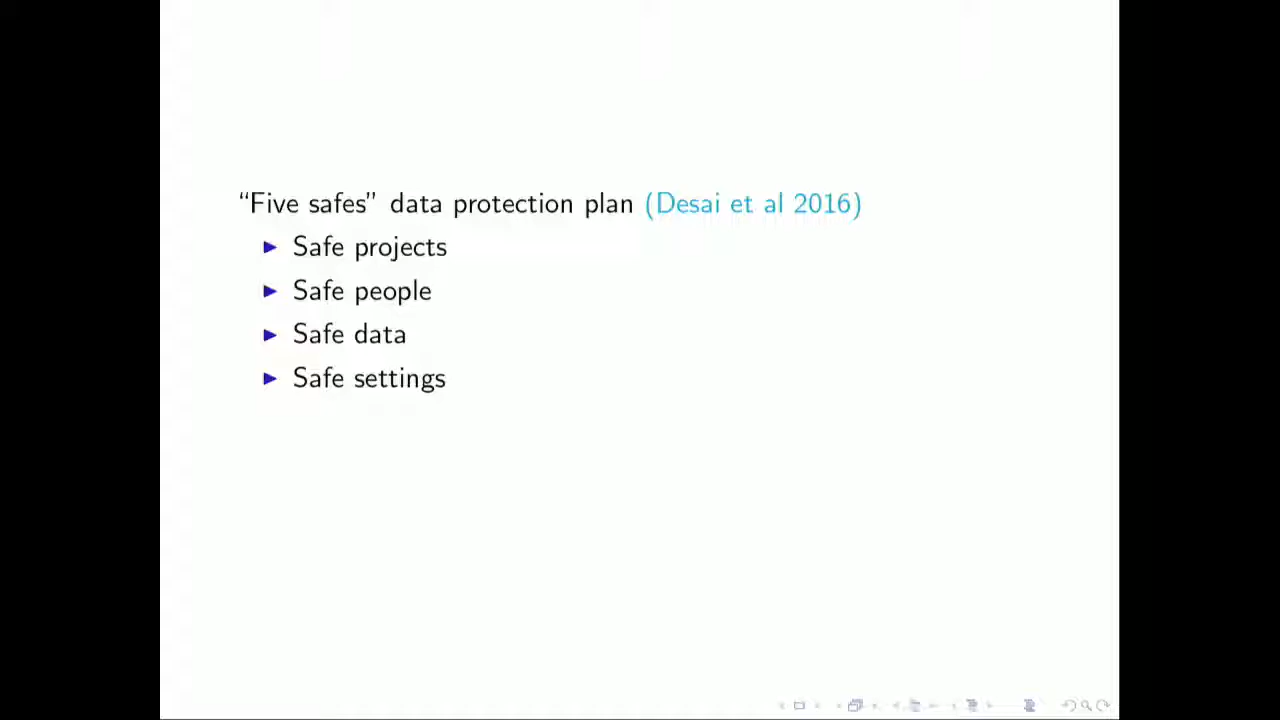 “Five safes” data protection plan (Desai et al 2016)
Safe projects
Safe people
Safe data
Safe settings